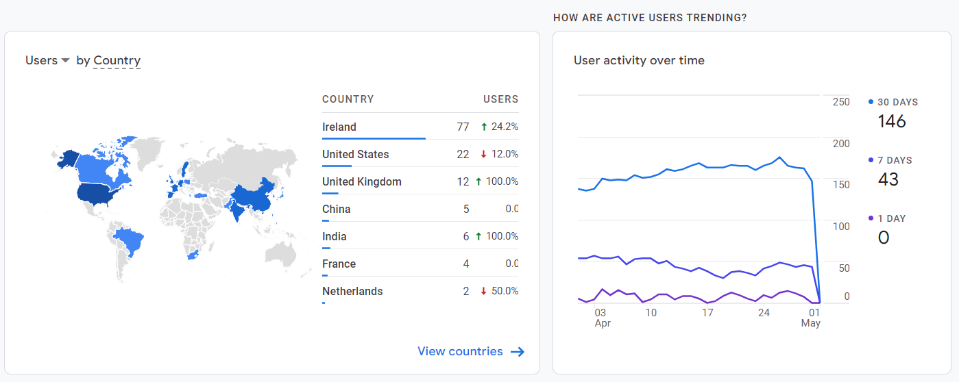 HOW ARE ACTIVE USERS TRENDING?
Users by Country
COUNTRY USERS
Ireland 77 24.2%
United States 22 12.0%
United Kingdom 12 100.0%
China 5 0.0
India 6 100.0%
France 4 0.0
Netherlands 2 50.0%
View countries
User activity over time
250
200
150
100
50
0
03 10 17 24 01
Apr May
30 DAYS
146
7 DAYS
43
1 DAY
0